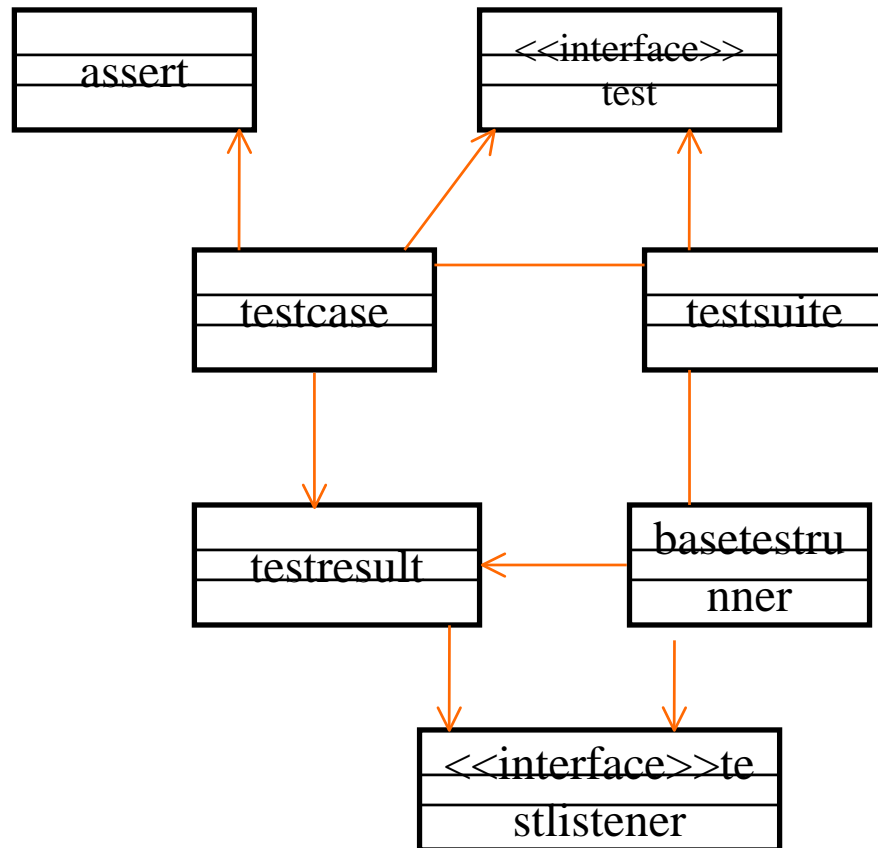 assert
<<interface>>
test
testcase
testsuite
testresult
basetestru
nner
<<interface>>te
stlistener